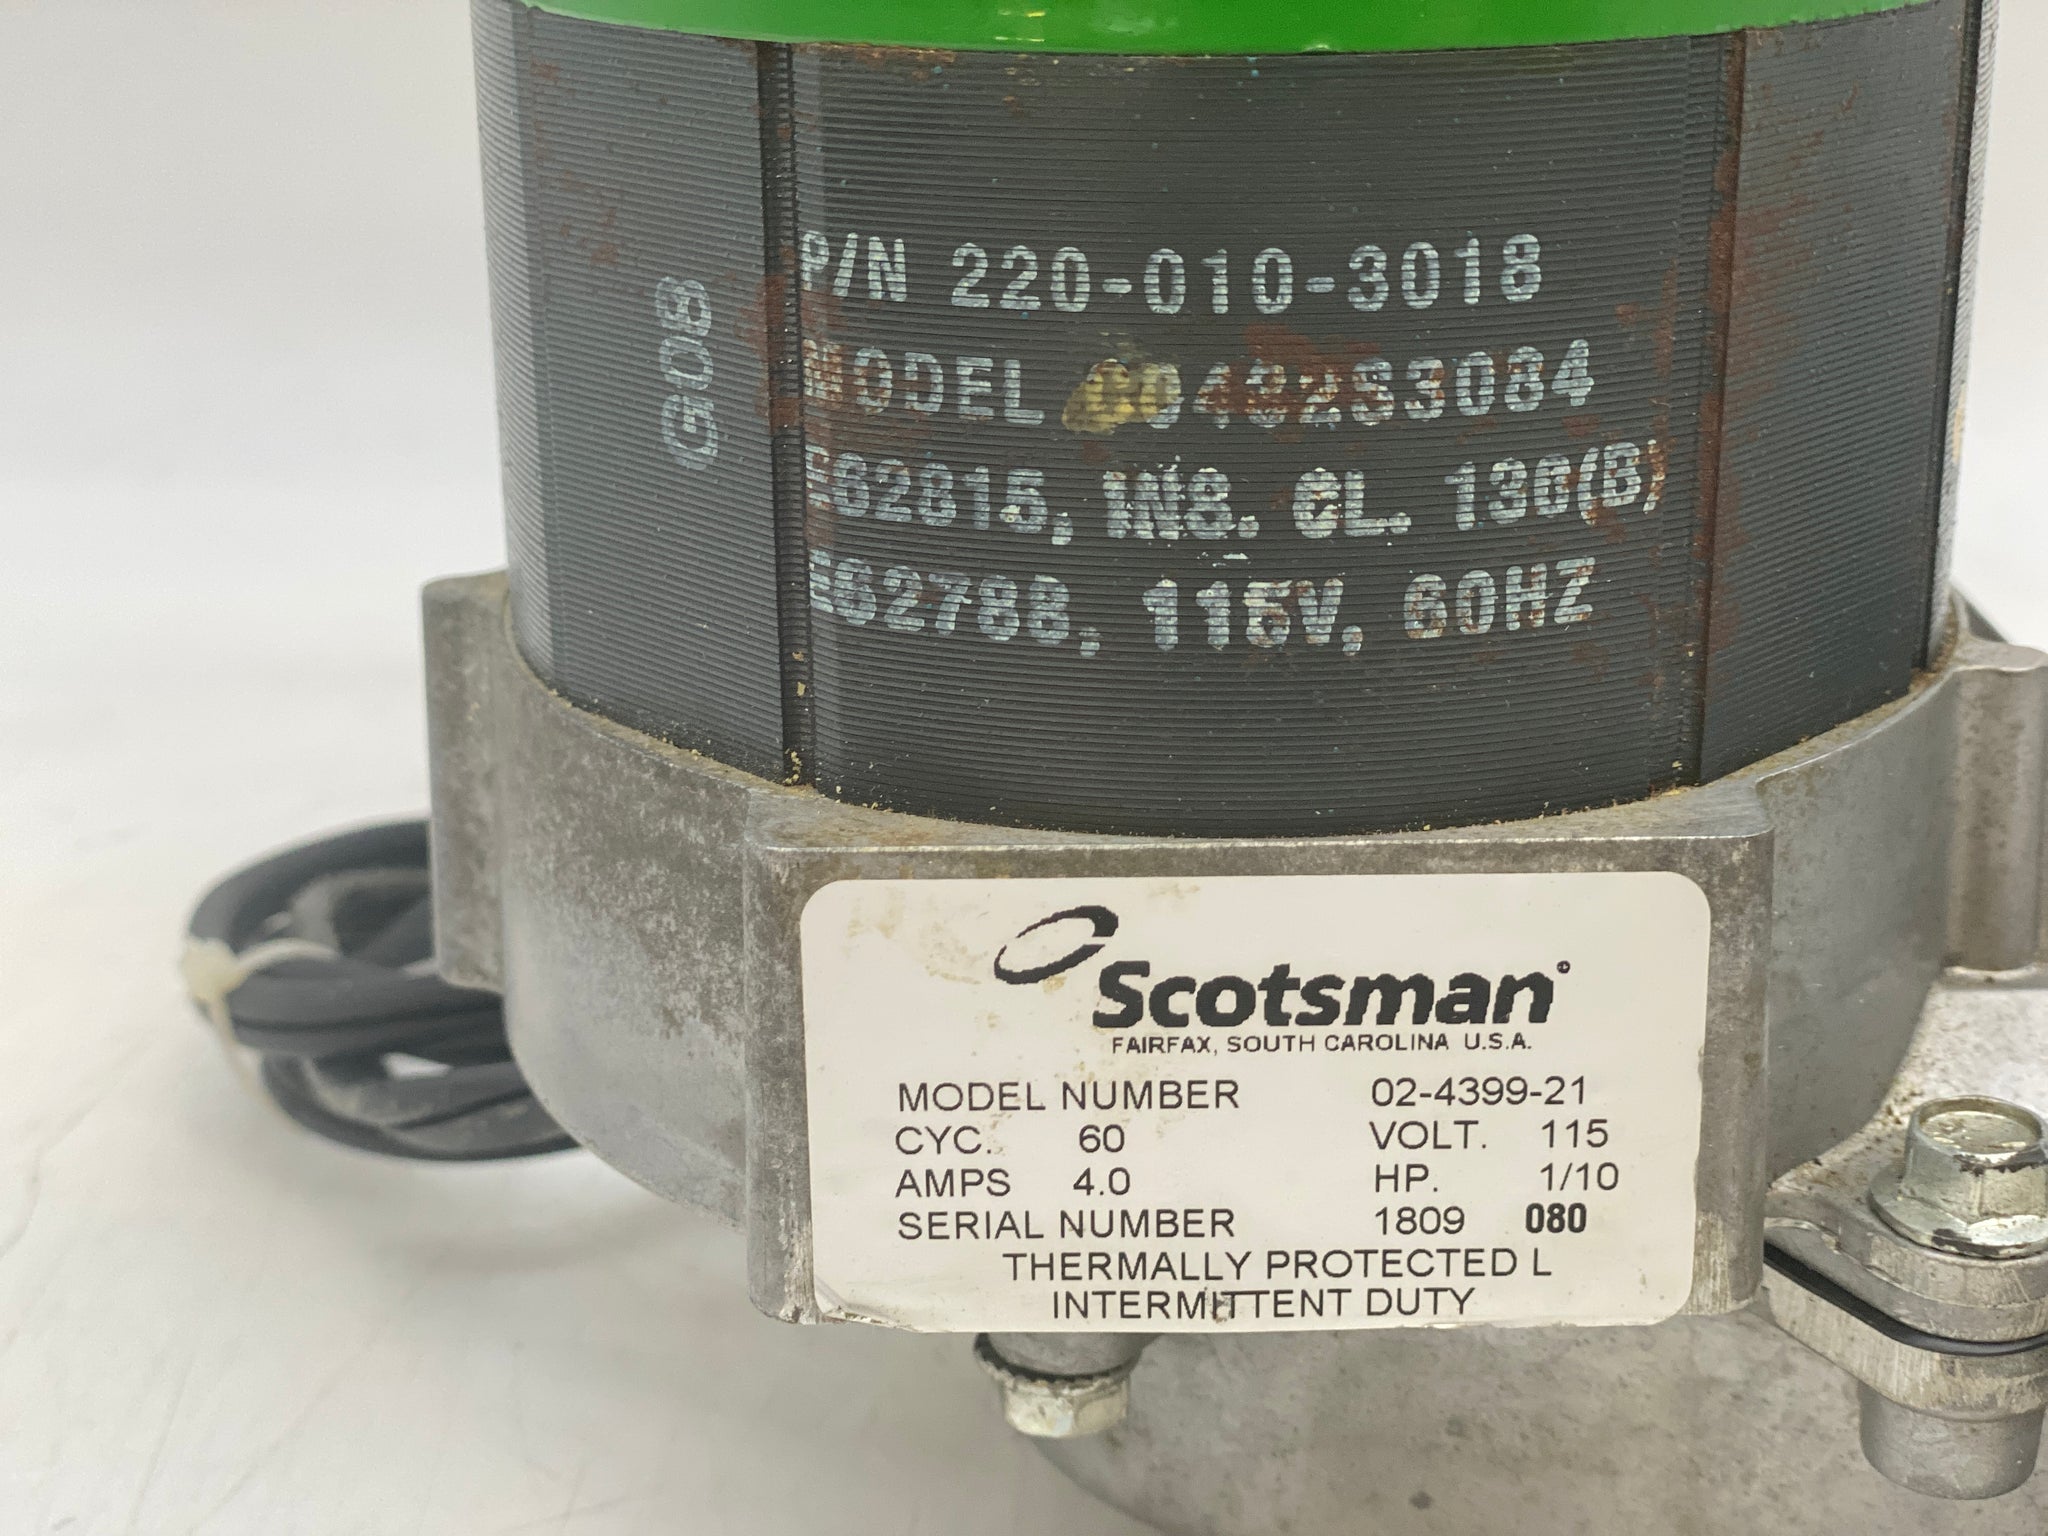 G08
P/N 220-010-3018
MODEL
E62815, INS. CL. 130(B)
E62788, 115V, 60HZ
Scotsman®
FAIRFAX, SOUTH CAROLINA U.S.A.
MODEL NUMBER 02-4399-21
CYC. 60 VOLT. 115
AMPS 4.0 HP. 1/10
SERIAL NUMBER 1809 080
THERMALLY PROTECTED L
INTERMITTENT DUTY